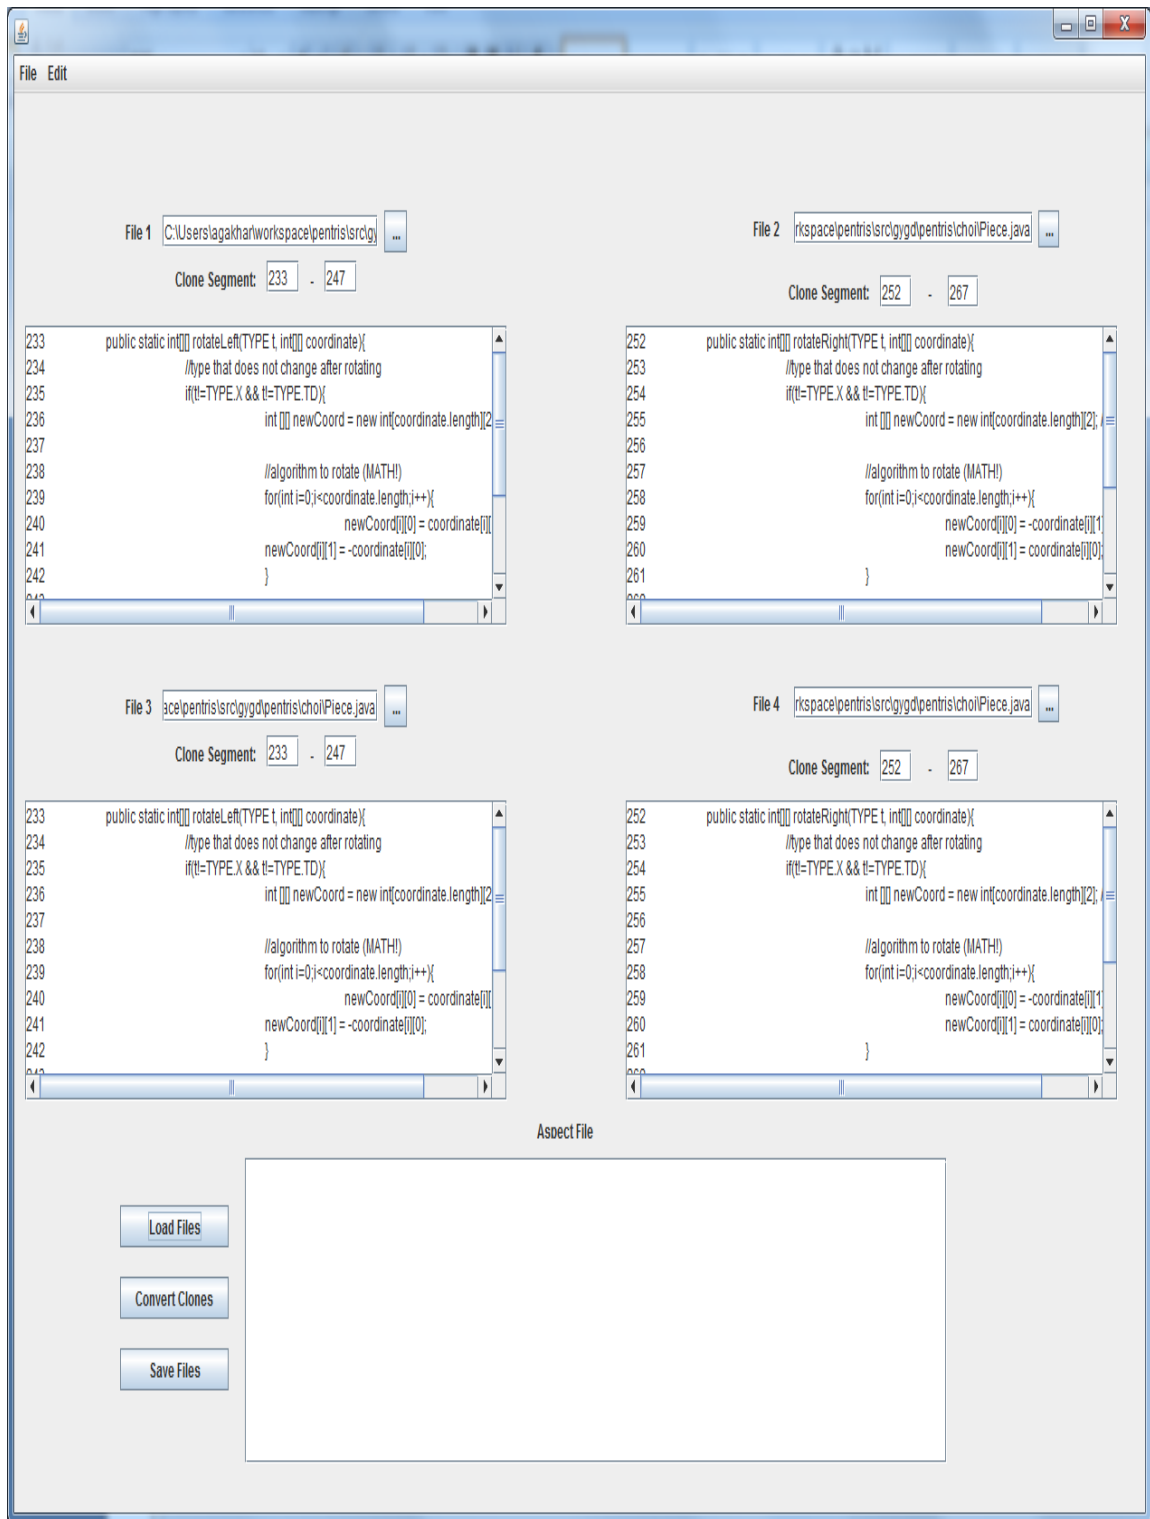 File Edit
File 1 C:\Users\agakhar\workspace\pentris\src\gy ...
Clone Segment: 233 - 247
File 2 rkspace\pentris\src\gygd\pentris\choi\Piece.java ...
Clone Segment: 252 - 267
233 public static int[][] rotateLeft(TYPE t, int[][] coordinate){
234 //type that does not change after rotating
235 if(t!=TYPE.X && t!=TYPE.TD){
236 int [][] newCoord = new int[coordinate.length][2
237
238 //algorithm to rotate (MATH!)
239 for(int i=0;i<coordinate.length;i++){
240 newCoord[i][0] = coordinate[i][
241 newCoord[i][1] = -coordinate[i][0];
242 }
252 public static int[][] rotateRight(TYPE t, int[][] coordinate){
253 //type that does not change after rotating
254 if(t!=TYPE.X && t!=TYPE.TD){
255 int [][] newCoord = new int[coordinate.length][2]; /
256
257 //algorithm to rotate (MATH!)
258 for(int i=0;i<coordinate.length;i++){
259 newCoord[i][0] = -coordinate[i][1]
260 newCoord[i][1] = coordinate[i][0];
261 }
File 3 ace\pentris\src\gygd\pentris\choi\Piece.java ...
Clone Segment: 233 - 247
File 4 rkspace\pentris\src\gygd\pentris\choi\Piece.java ...
Clone Segment: 252 - 267
233 public static int[][] rotateLeft(TYPE t, int[][] coordinate){
234 //type that does not change after rotating
235 if(t!=TYPE.X && t!=TYPE.TD){
236 int [][] newCoord = new int[coordinate.length][2
237
238 //algorithm to rotate (MATH!)
239 for(int i=0;i<coordinate.length;i++){
240 newCoord[i][0] = coordinate[i][
241 newCoord[i][1] = -coordinate[i][0];
242 }
252 public static int[][] rotateRight(TYPE t, int[][] coordinate){
253 //type that does not change after rotating
254 if(t!=TYPE.X && t!=TYPE.TD){
255 int [][] newCoord = new int[coordinate.length][2]; /
256
257 //algorithm to rotate (MATH!)
258 for(int i=0;i<coordinate.length;i++){
259 newCoord[i][0] = -coordinate[i][1]
260 newCoord[i][1] = coordinate[i][0];
261 }
Aspect File
Load Files
Convert Clones
Save Files